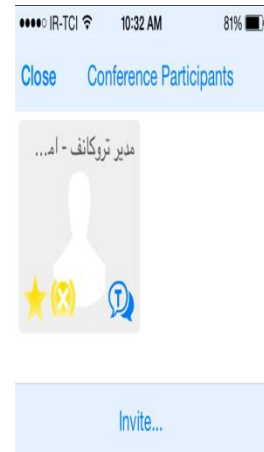 IR-TCI 10:32 AM 81%
Close Conference Participants
مدیر تروکانف - ام...
T
Invite...